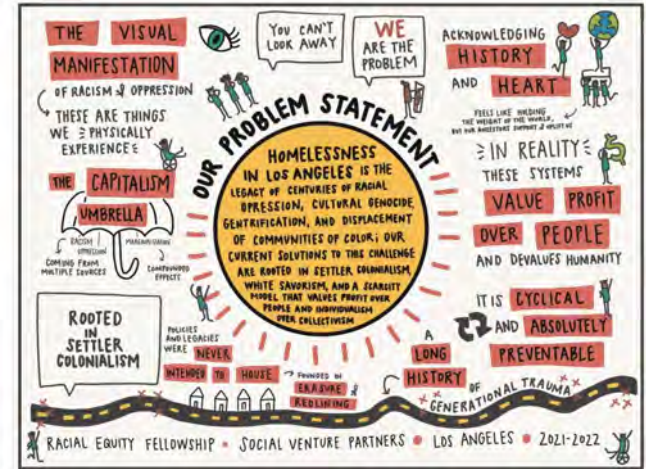 THE VISUAL
MANIFESTATION
OF RACISM & OPPRESSION
THESE ARE THINGS
WE PHYSICALLY
EXPERIENCE
THE CAPITALISM
UMBRELLA
RACISM
OPPRESSION
MARGINALIZATION
COMING FROM
MULTIPLE SOURCES
COMPOUNDED
EFFECTS
ROOTED
IN
SETTLER
COLONIALISM
YOU CAN'T
LOOK AWAY
WE
ARE THE
PROBLEM
OUR PROBLEM STATEMENT
HOMELESSNESS
IN LOS ANGELES IS THE
LEGACY OF CENTURIES OF RACIAL
OPRESSION, CULTURAL GENOCIDE,
GENTRIFICATION, AND DISPLACEMENT
OF COMMUNITIES OF COLOR; OUR
CURRENT SOLUTIONS TO THIS CHALLENGE
ARE ROOTED IN SETTLER COLONIALISM,
WHITE SAVORISM, AND A SCARCITY
MODEL THAT VALUES PROFIT OVER
PEOPLE AND INDIVIDUALISM
OVER COLLECTIVISM
POLICIES
AND LEGACIES
WERE NEVER
INTENDED TO HOUSE
FOUNDED IN
ERASURE &
REDLINING
A
LONG
HISTORY
OF
GENERATIONAL TRAUMA
ACKNOWLEDGING
HISTORY
AND HEART
FEELS LIKE HOLDING
THE WEIGHT OF THE WORLD,
BUT OUR ANCESTORS SUPPORT & UPLIFT US
IN REALITY
THESE SYSTEMS
VALUE PROFIT
OVER PEOPLE
AND DEVALUES HUMANITY
IT IS CYCLICAL
AND ABSOLUTELY
PREVENTABLE
RACIAL EQUITY FELLOWSHIP • SOCIAL VENTURE PARTNERS • LOS ANGELES • 2021-2022